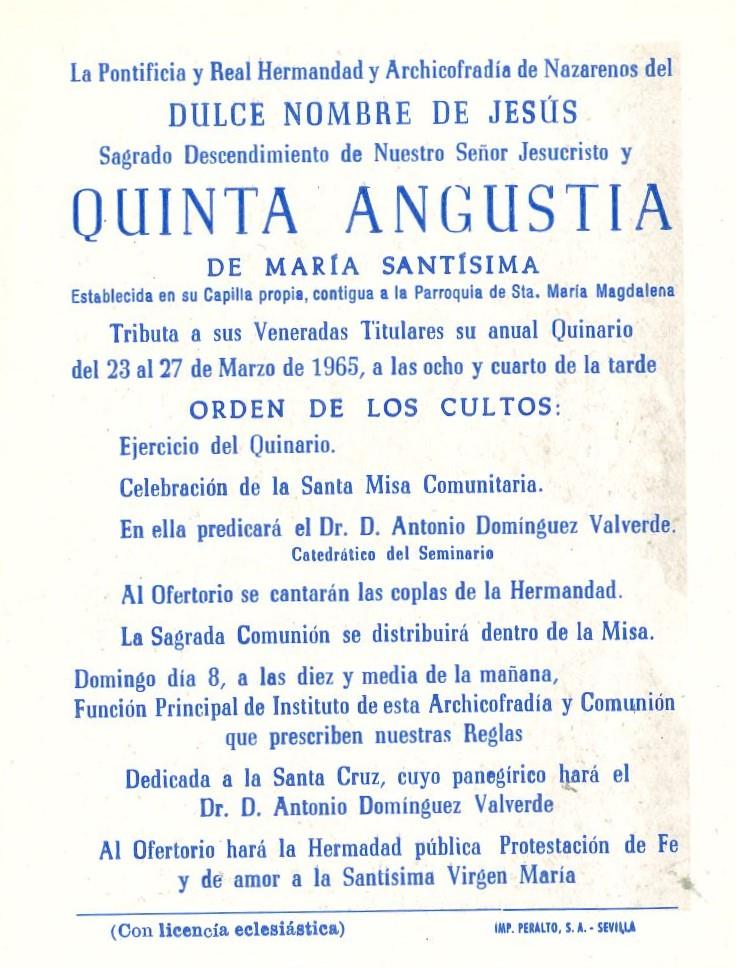 La Pontificia y Real Hermandad y Archicofradía de Nazarenos del
DULCE NOMBRE DE JESÚS
Sagrado Descendimiento de Nuestro Señor Jesucristo y
QUINTA ANGUSTIA
DE MARÍA SANTÍSIMA
Establecida en su Capilla propia, contigua a la Parroquia de Sta. María Magdalena
Tributa a sus Veneradas Titulares su anual Quinario
del 23 al 27 de Marzo de 1965, a las ocho y cuarto de la tarde
ORDEN DE LOS CULTOS:
Ejercicio del Quinario.
Celebración de la Santa Misa Comunitaria.
En ella predicará el Dr. D. Antonio Domínguez Valverde.
Catedrático del Seminario
Al Ofertorio se cantarán las coplas de la Hermandad.
La Sagrada Comunión se distribuirá dentro de la Misa.
Domingo día 8, a las diez y media de la mañana,
Función Principal de Instituto de esta Archicofradía y Comunión
que prescriben nuestras Reglas
Dedicada a la Santa Cruz, cuyo panegírico hará el
Dr. D. Antonio Domínguez Valverde
Al Ofertorio hará la Hermadad pública Protestación de Fe
y de amor a la Santísima Virgen María
(Con licencia eclesiástica)
IMP. PERALTO, S. A. - SEVILLA